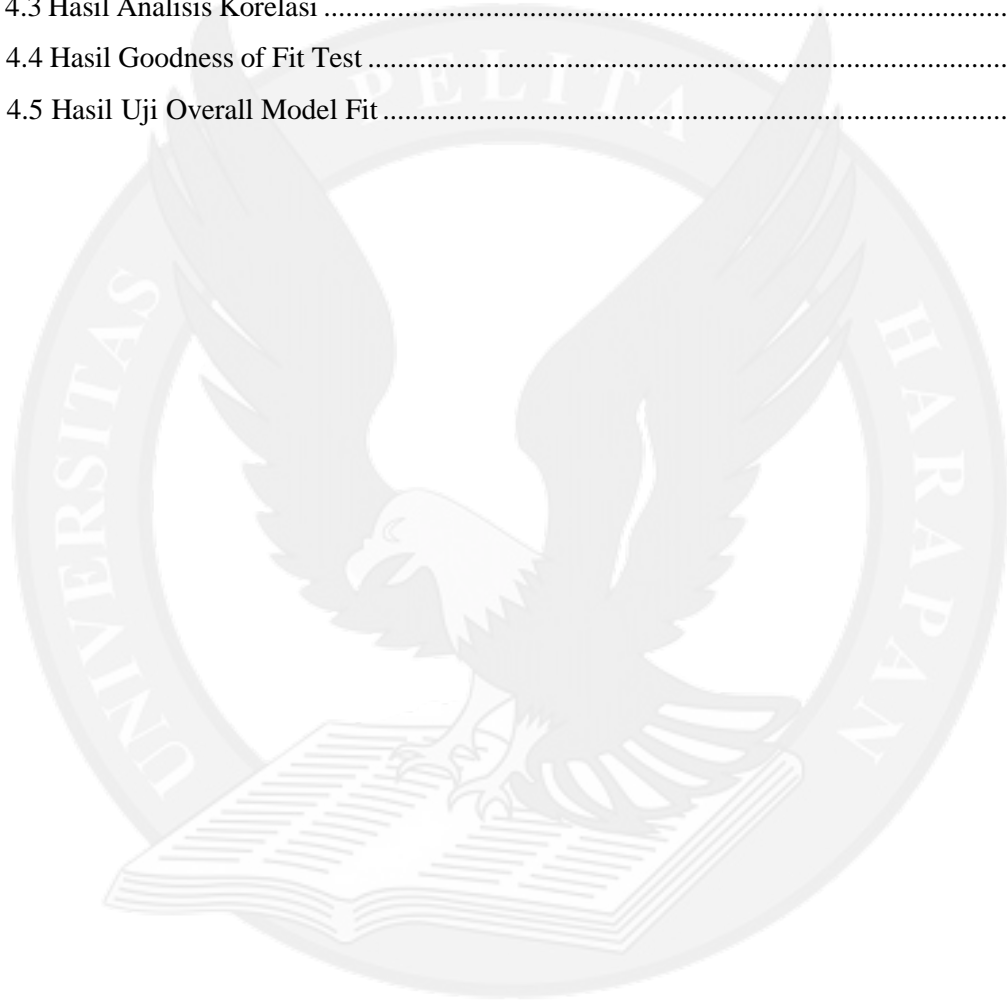 4.3 Hasil Analisis Korelasi ........................................................................................
4.4 Hasil Goodness of Fit Test ..................................................................................
4.5 Hasil Uji Overall Model Fit ................................................................................
UNIVERSITAS PELITA HARAPAN